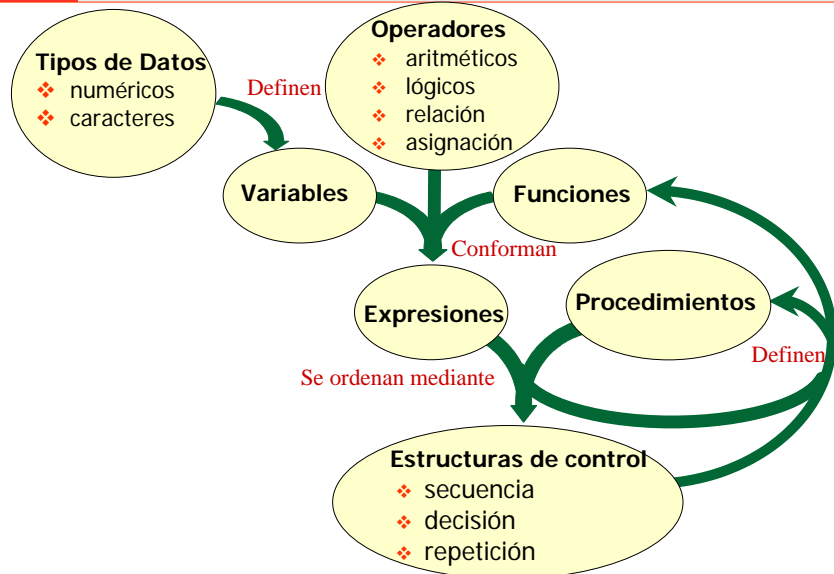 Operadores
aritméticos
lógicos
relación
asignación
Tipos de Datos
numéricos
caracteres
Definen
Variables
Funciones
Conforman
Expresiones
Procedimientos
Definen
Se ordenan mediante
Estructuras de control
secuencia
decisión
repetición